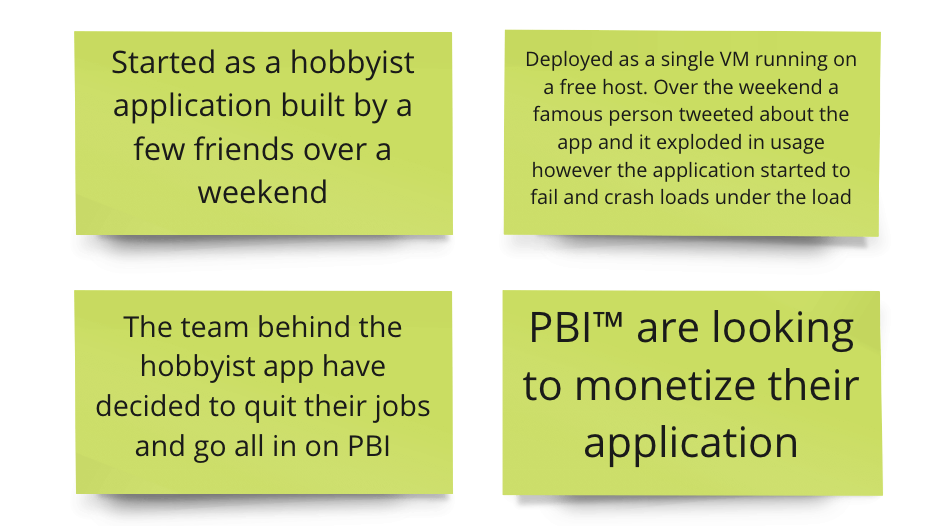 Started as a hobbyist
application built by a
few friends over a
weekend
Deployed as a single VM running on
a free host. Over the weekend a
famous person tweeted about the
app and it exploded in usage
however the application started to
fail and crash loads under the load
The team behind the
hobbyist app have
decided to quit their jobs
and go all in on PBI
PBI™ are looking
to monetize their
application